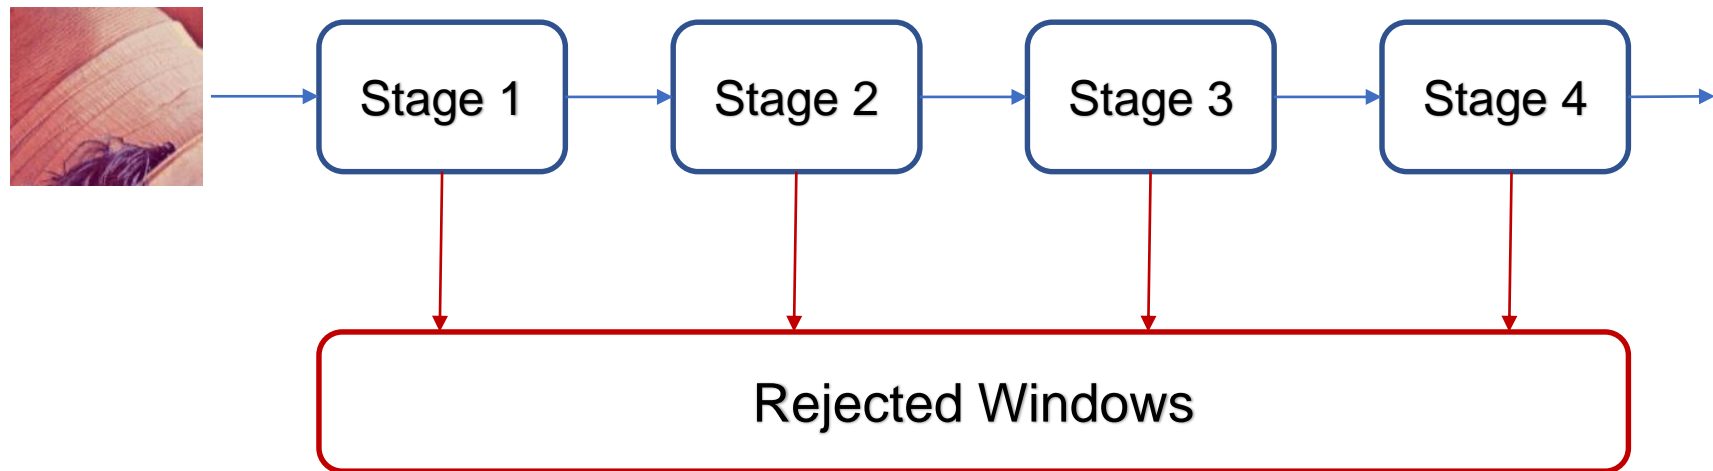 Stage 1
Stage 2
Stage 3
Stage 4
Rejected Windows